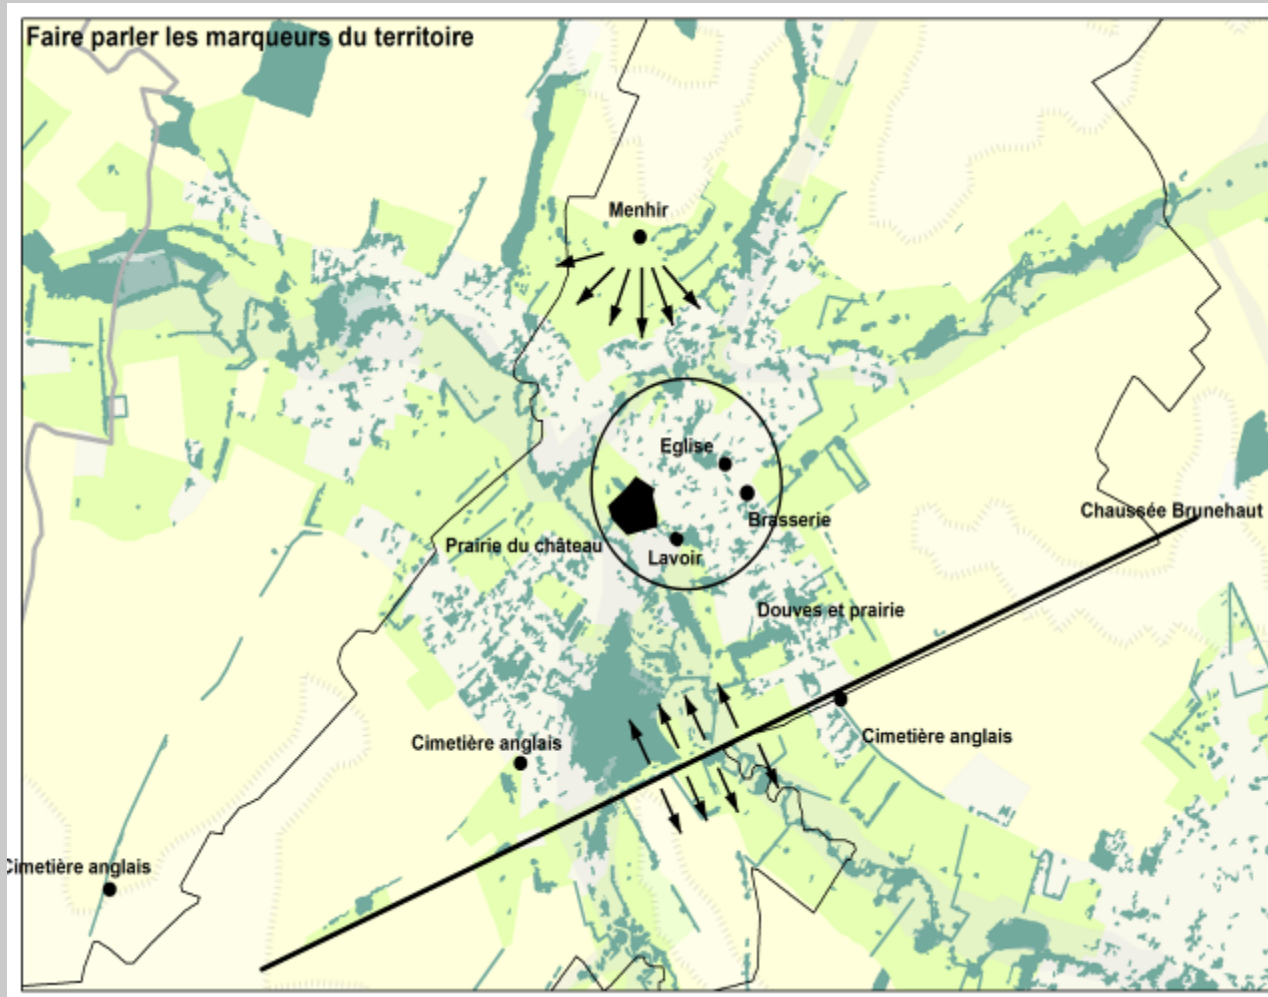 Faire parler les marqueurs du territoire
Menhir
Eglise
Chaussée Brunehaut
Brasserie
Prairie du château
Lavoir
Douves et prairie
Cimetière anglais
Cimetière anglais
Cimetière anglais